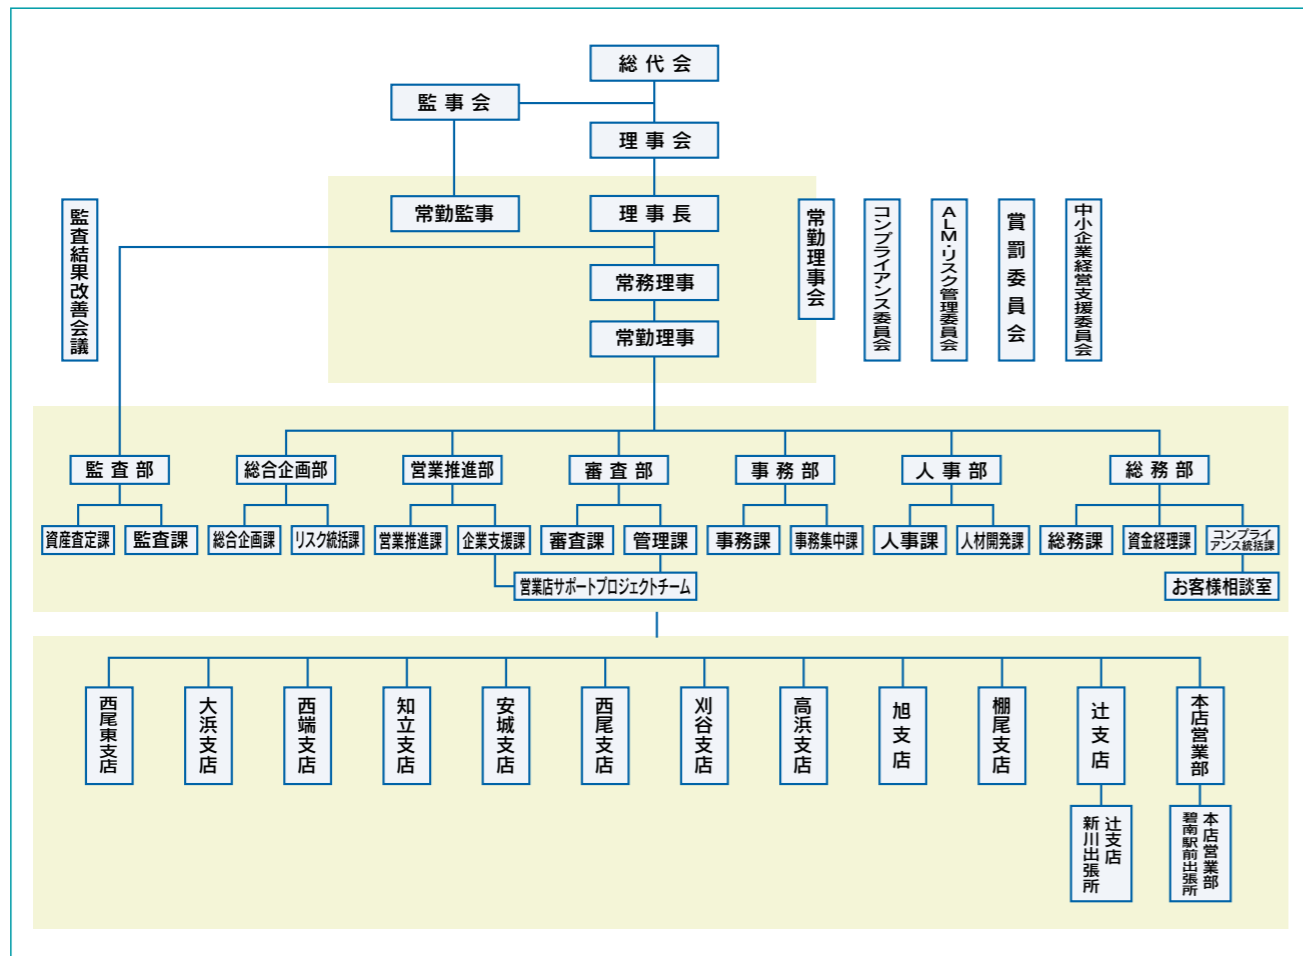 総代会
監事会
理事会
常勤監事
理事長
常務理事
常勤理事
監査結果改善会議
常勤理事会
コンプライアンス委員会
ALM・リスク管理委員会
賞罰委員会
中小企業経営支援委員会
監査部
総合企画部
営業推進部
審査部
事務部
人事部
総務部
資産査定課
監査課
総合企画課
リスク統括課
営業推進課
企業支援課
審査課
管理課
事務課
事務集中課
人事課
人材開発課
総務課
資金経理課
コンプライ
アンス統括課
営業店サポートプロジェクトチーム
お客様相談室
西尾東支店
大浜支店
西端支店
知立支店
安城支店
西尾支店
刈谷支店
高浜支店
旭支店
棚尾支店
辻支店
本店営業部
辻支店
新川出張所
本店営業部
碧南駅前出張所